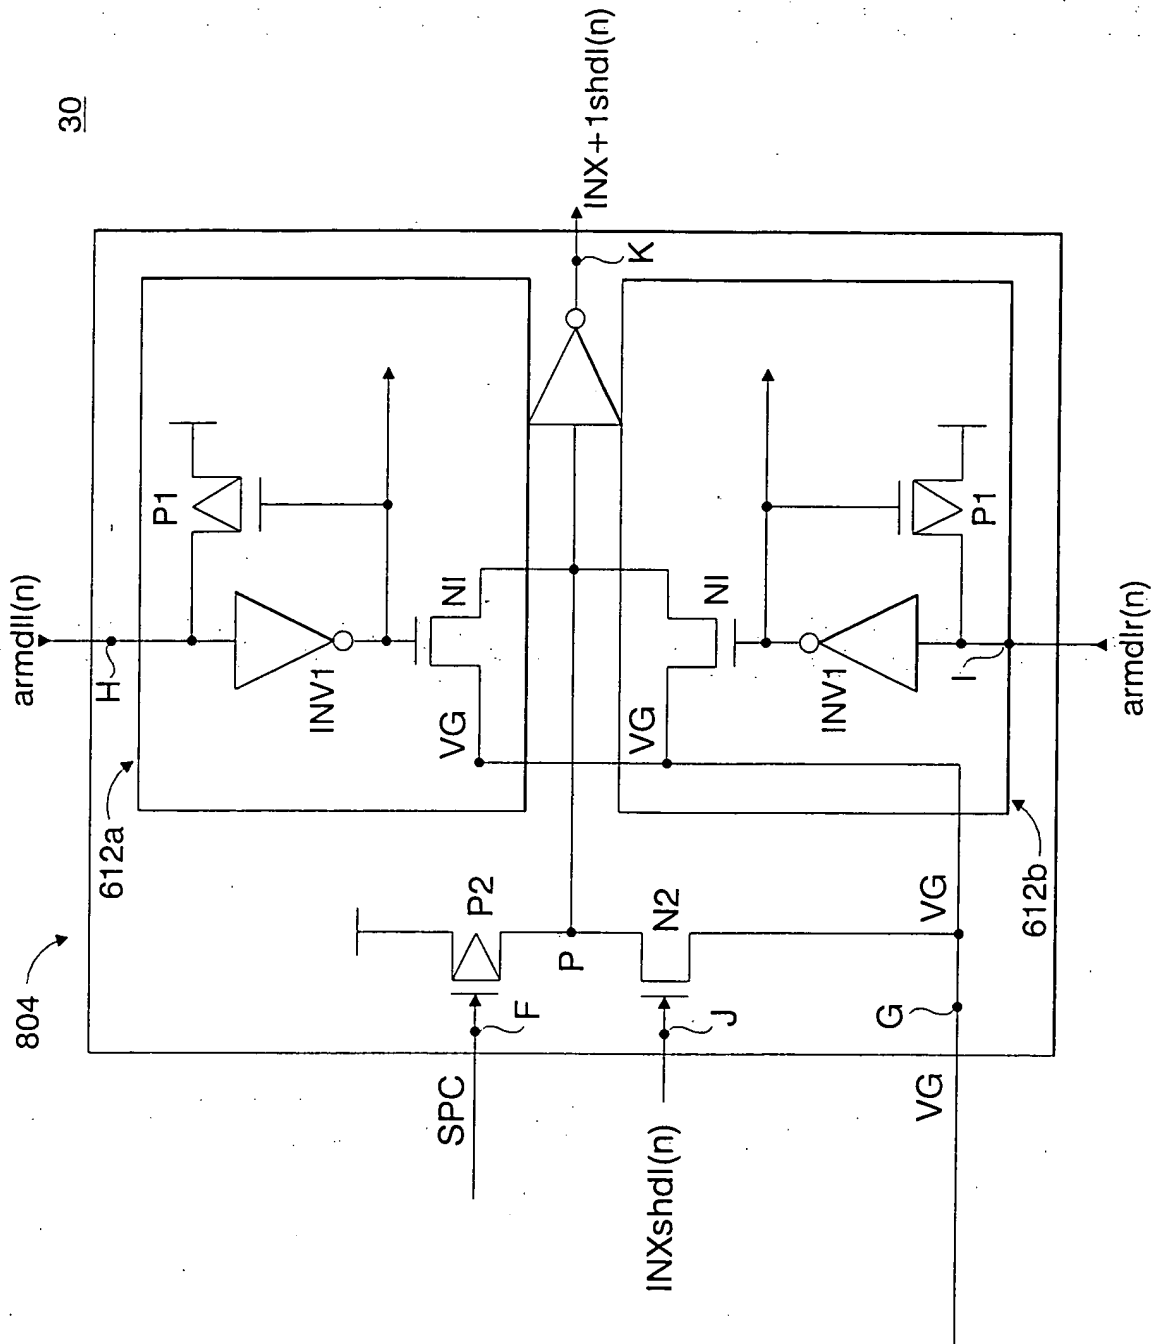 30
804
armdll(n)
H
612a
P1
INV1
NI
VG
INX+1shdl(n)
K
SPC
F
P2
P
N2
INXshdl(n)
J
VG
NI
INV1
P1
I
armdlr(n)
612b
VG
G
VG